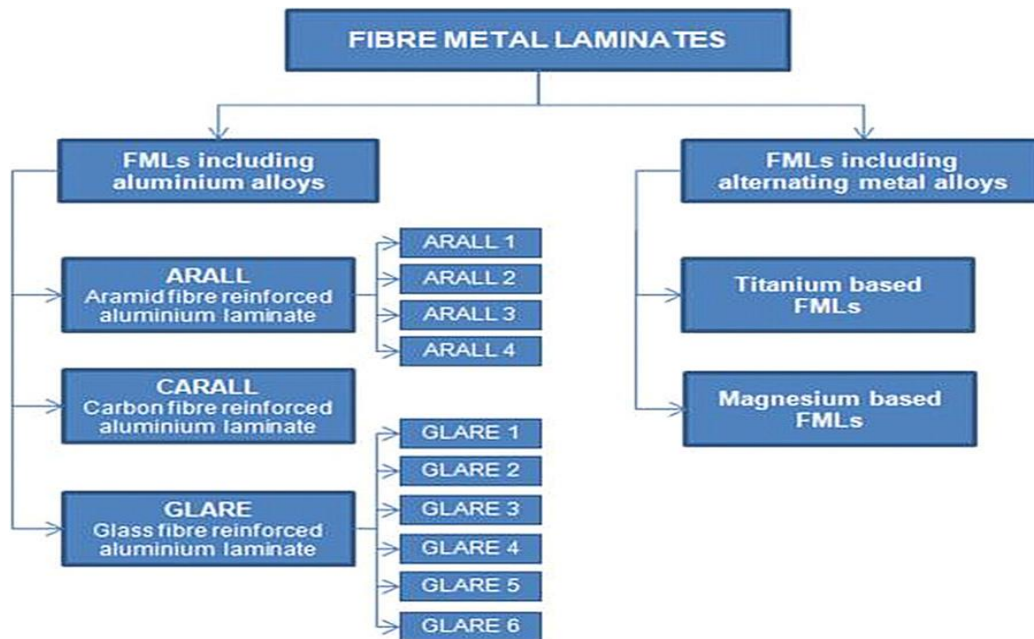 FIBRE METAL LAMINATES
FMLs including
aluminium alloys
FMLs including
alternating metal alloys
ARALL
Aramid fibre reinforced
aluminium laminate
ARALL 1
ARALL 2
ARALL 3
ARALL 4
CARALL
Carbon fibre reinforced
aluminium laminate
GLARE
Glass fibre reinforced
aluminium laminate
GLARE 1
GLARE 2
GLARE 3
GLARE 4
GLARE 5
GLARE 6
Titanium based
FMLs
Magnesium based
FMLs